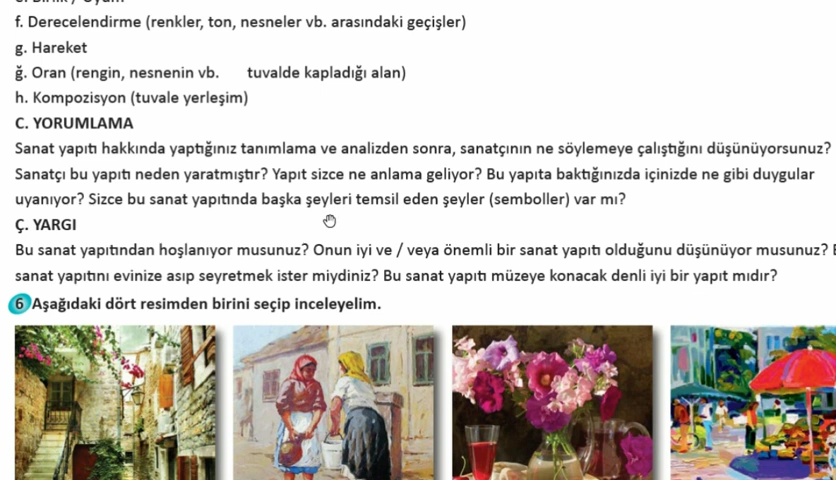 f. Derecelendirme (renkler, ton, nesneler vb. arasındaki geçişler)
g. Hareket
ğ. Oran (rengin, nesnenin vb. tuvalde kapladığı alan)
h. Kompozisyon (tuvale yerleşim)
C. YORUMLAMA
Sanat yapıtı hakkında yaptığınız tanımlama ve analizden sonra, sanatçının ne söylemeye çalıştığını düşünüyorsunuz?
Sanatçı bu yapıtı neden yaratmıştır? Yapıt sizce ne anlama geliyor? Bu yapıta baktığınızda içinizde ne gibi duygular
uyanıyor? Sizce bu sanat yapıtında başka şeyleri temsil eden şeyler (semboller) var mı?
Ç. YARGI
Bu sanat yapıtından hoşlanıyor musunuz? Onun iyi ve / veya önemli bir sanat yapıtı olduğunu düşünüyor musunuz?
sanat yapıtını evinize asıp seyretmek ister miydiniz? Bu sanat yapıtı müzeye konacak denli iyi bir yapıt mıdır?
6 Aşağıdaki dört resimden birini seçip inceleyelim.